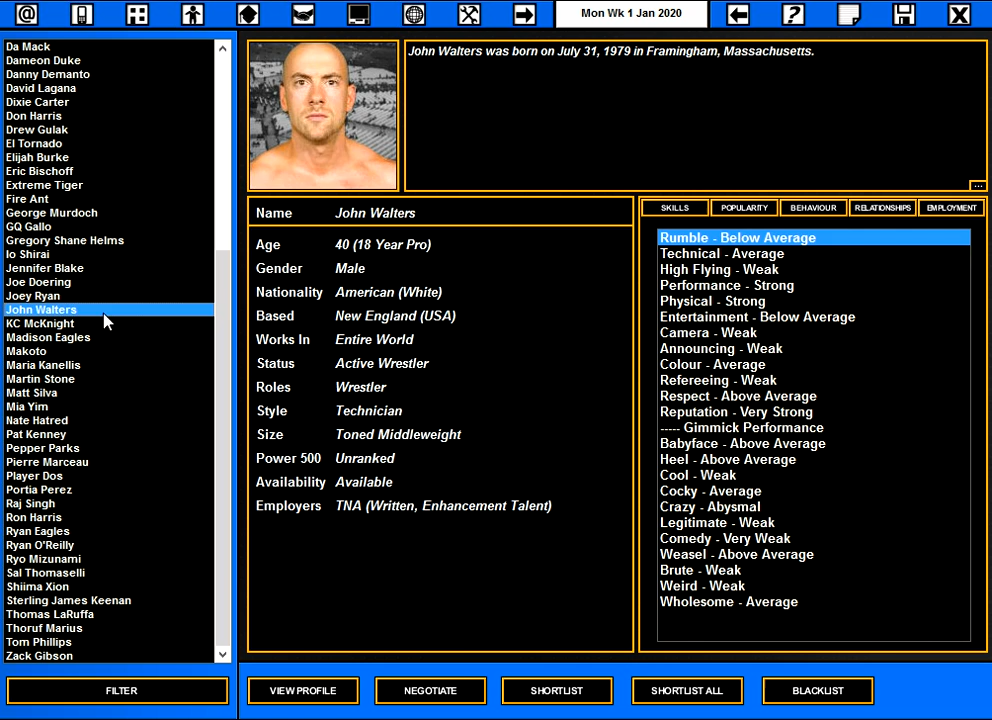 Mon Wk 1 Jan 2020
Da Mack
Dameon Duke
Danny Demanto
David Lagana
Dixie Carter
Don Harris
Drew Gulak
El Tornado
Elijah Burke
Eric Bischoff
Extreme Tiger
Fire Ant
George Murdoch
GQ Gallo
Gregory Shane Helms
Io Shirai
Jennifer Blake
Joe Doering
Joey Ryan
John Walters
KC McKnight
Madison Eagles
Makoto
Maria Kanellis
Martin Stone
Matt Silva
Mia Yim
Nate Hatred
Pat Kenney
Pepper Parks
Pierre Marceau
Player Dos
Portia Perez
Raj Singh
Ron Harris
Ryan Eagles
Ryan O'Reilly
Ryo Mizunami
Sal Thomaselli
Shiima Xion
Sterling James Keenan
Thomas LaRuffa
Thoruf Marius
Tom Phillips
Zack Gibson
FILTER
John Walters was born on July 31, 1979 in Framingham, Massachusetts.
...
Name John Walters
Age 40 (18 Year Pro)
Gender Male
Nationality American (White)
Based New England (USA)
Works In Entire World
Status Active Wrestler
Roles Wrestler
Style Technician
Size Toned Middleweight
Power 500 Unranked
Availability Available
Employers TNA (Written, Enhancement Talent)
SKILLS POPULARITY BEHAVIOUR RELATIONSHIPS EMPLOYMENT
Rumble - Below Average
Technical - Average
High Flying - Weak
Performance - Strong
Physical - Strong
Entertainment - Below Average
Camera - Weak
Announcing - Weak
Colour - Average
Refereeing - Weak
Respect - Above Average
Reputation - Very Strong
----- Gimmick Performance
Babyface - Above Average
Heel - Above Average
Cool - Weak
Cocky - Average
Crazy - Abysmal
Legitimate - Weak
Comedy - Very Weak
Weasel - Above Average
Brute - Weak
Weird - Weak
Wholesome - Average
VIEW PROFILE NEGOTIATE SHORTLIST SHORTLIST ALL BLACKLIST